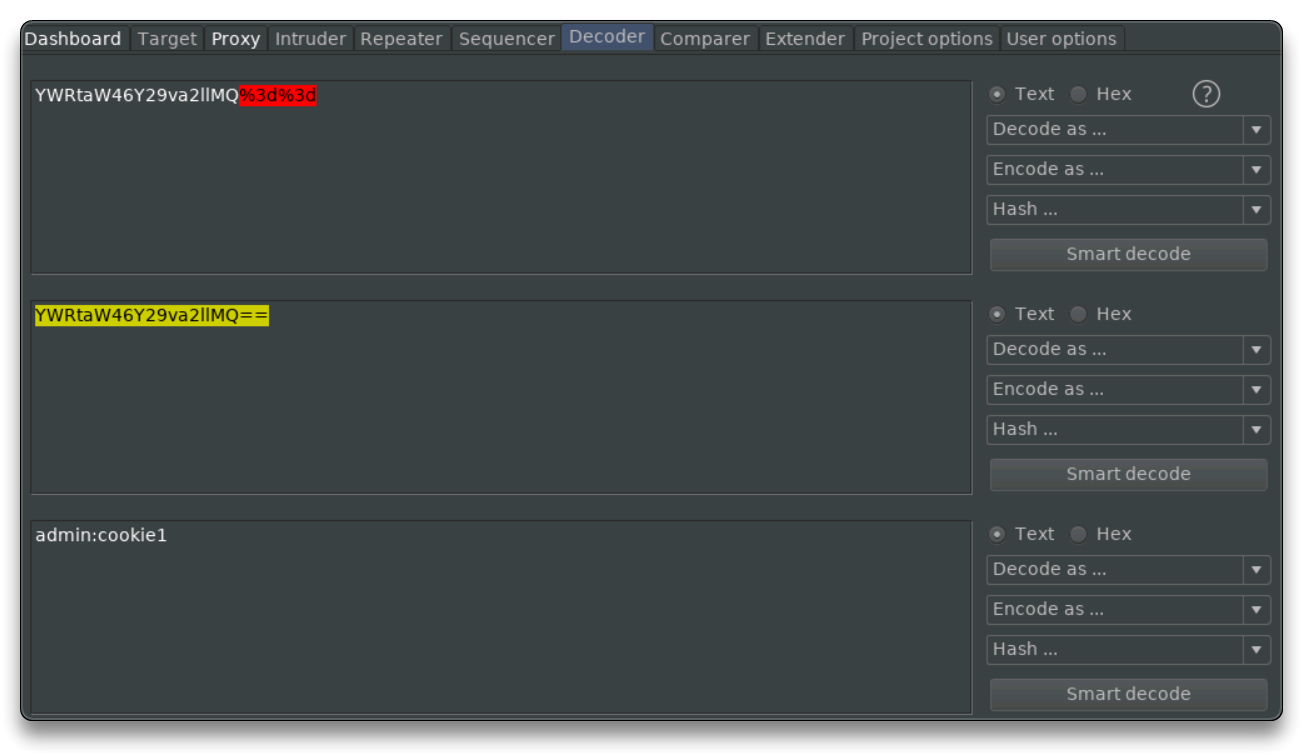 Dashboard Target Proxy Intruder Repeater Sequencer Decoder Comparer Extender Project options User options
YWRtaW46Y29va2llMQ%3d%3d
Text Hex ?
Decode as ...
Encode as ...
Hash ...
Smart decode
YWRtaW46Y29va2llMQ==
Text Hex
Decode as ...
Encode as ...
Hash ...
Smart decode
admin:cookie1
Text Hex
Decode as ...
Encode as ...
Hash ...
Smart decode